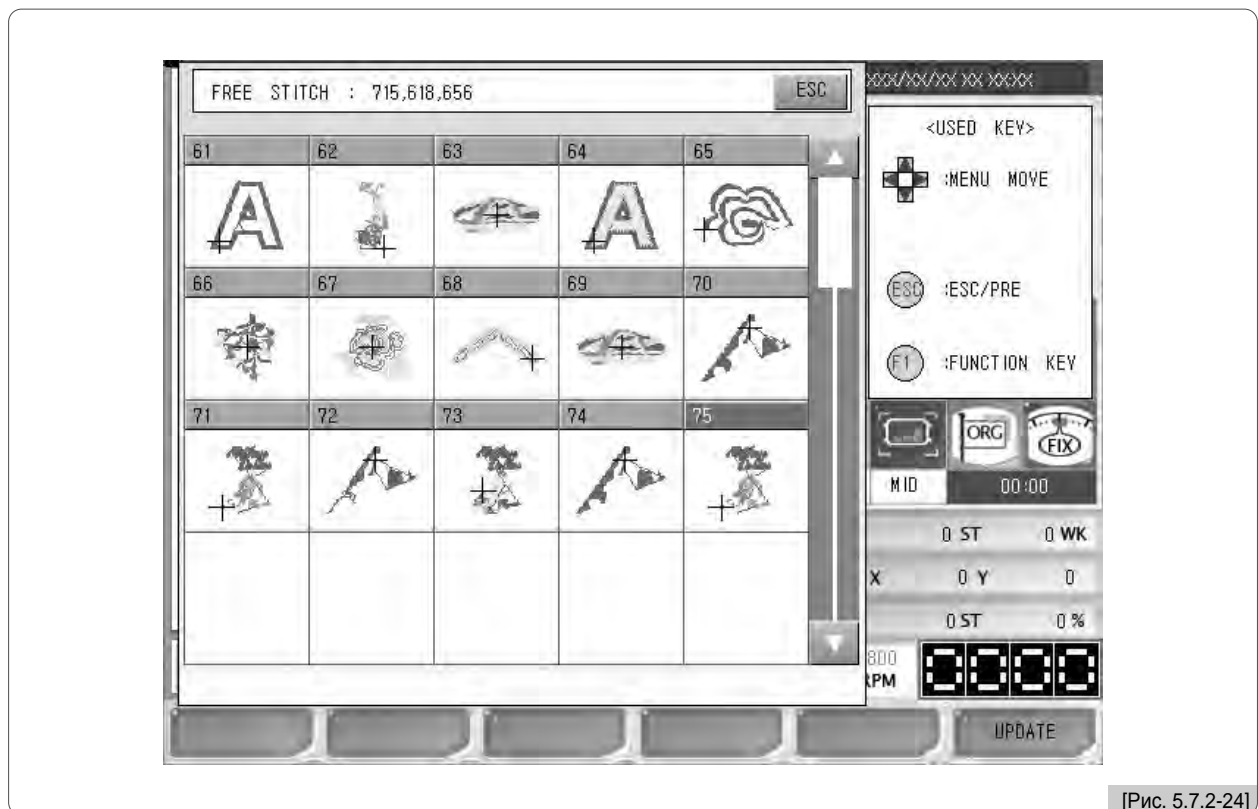 FREE STITCH : 715,618,656 ESC
XXX/XX/XX XX XX:XX
<USED KEY>
:MENU MOVE
ESC :ESC/PRE
F1 :FUNCTION KEY
61 62 63 64 65
A A
66 67 68 69 70
71 72 73 74 75
ORG FIX
MID 00:00
0 ST 0 WK
X 0 Y 0
0 ST 0 %
800
RPM 0000
UPDATE
[Рис. 5.7.2-24]